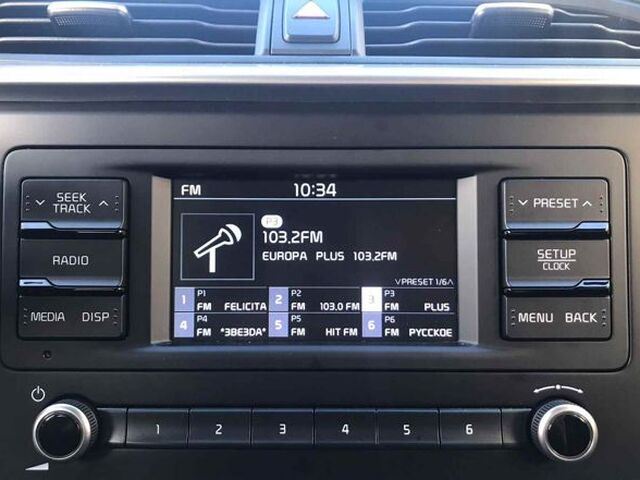 FM 10:34
P3
103.2FM
EUROPA PLUS 103.2FM
PRESET 1/6
1 P1 FM FELICITA 2 P2 FM 103.0 FM 3 P3 FM PLUS
4 P4 FM *ЗВЕЗДА* 5 P5 FM HIT FM 6 P6 FM РУССКОЕ
SEEK
TRACK
RADIO
MEDIA DISP
PRESET
SETUP
CLOCK
MENU BACK
1 2 3 4 5 6